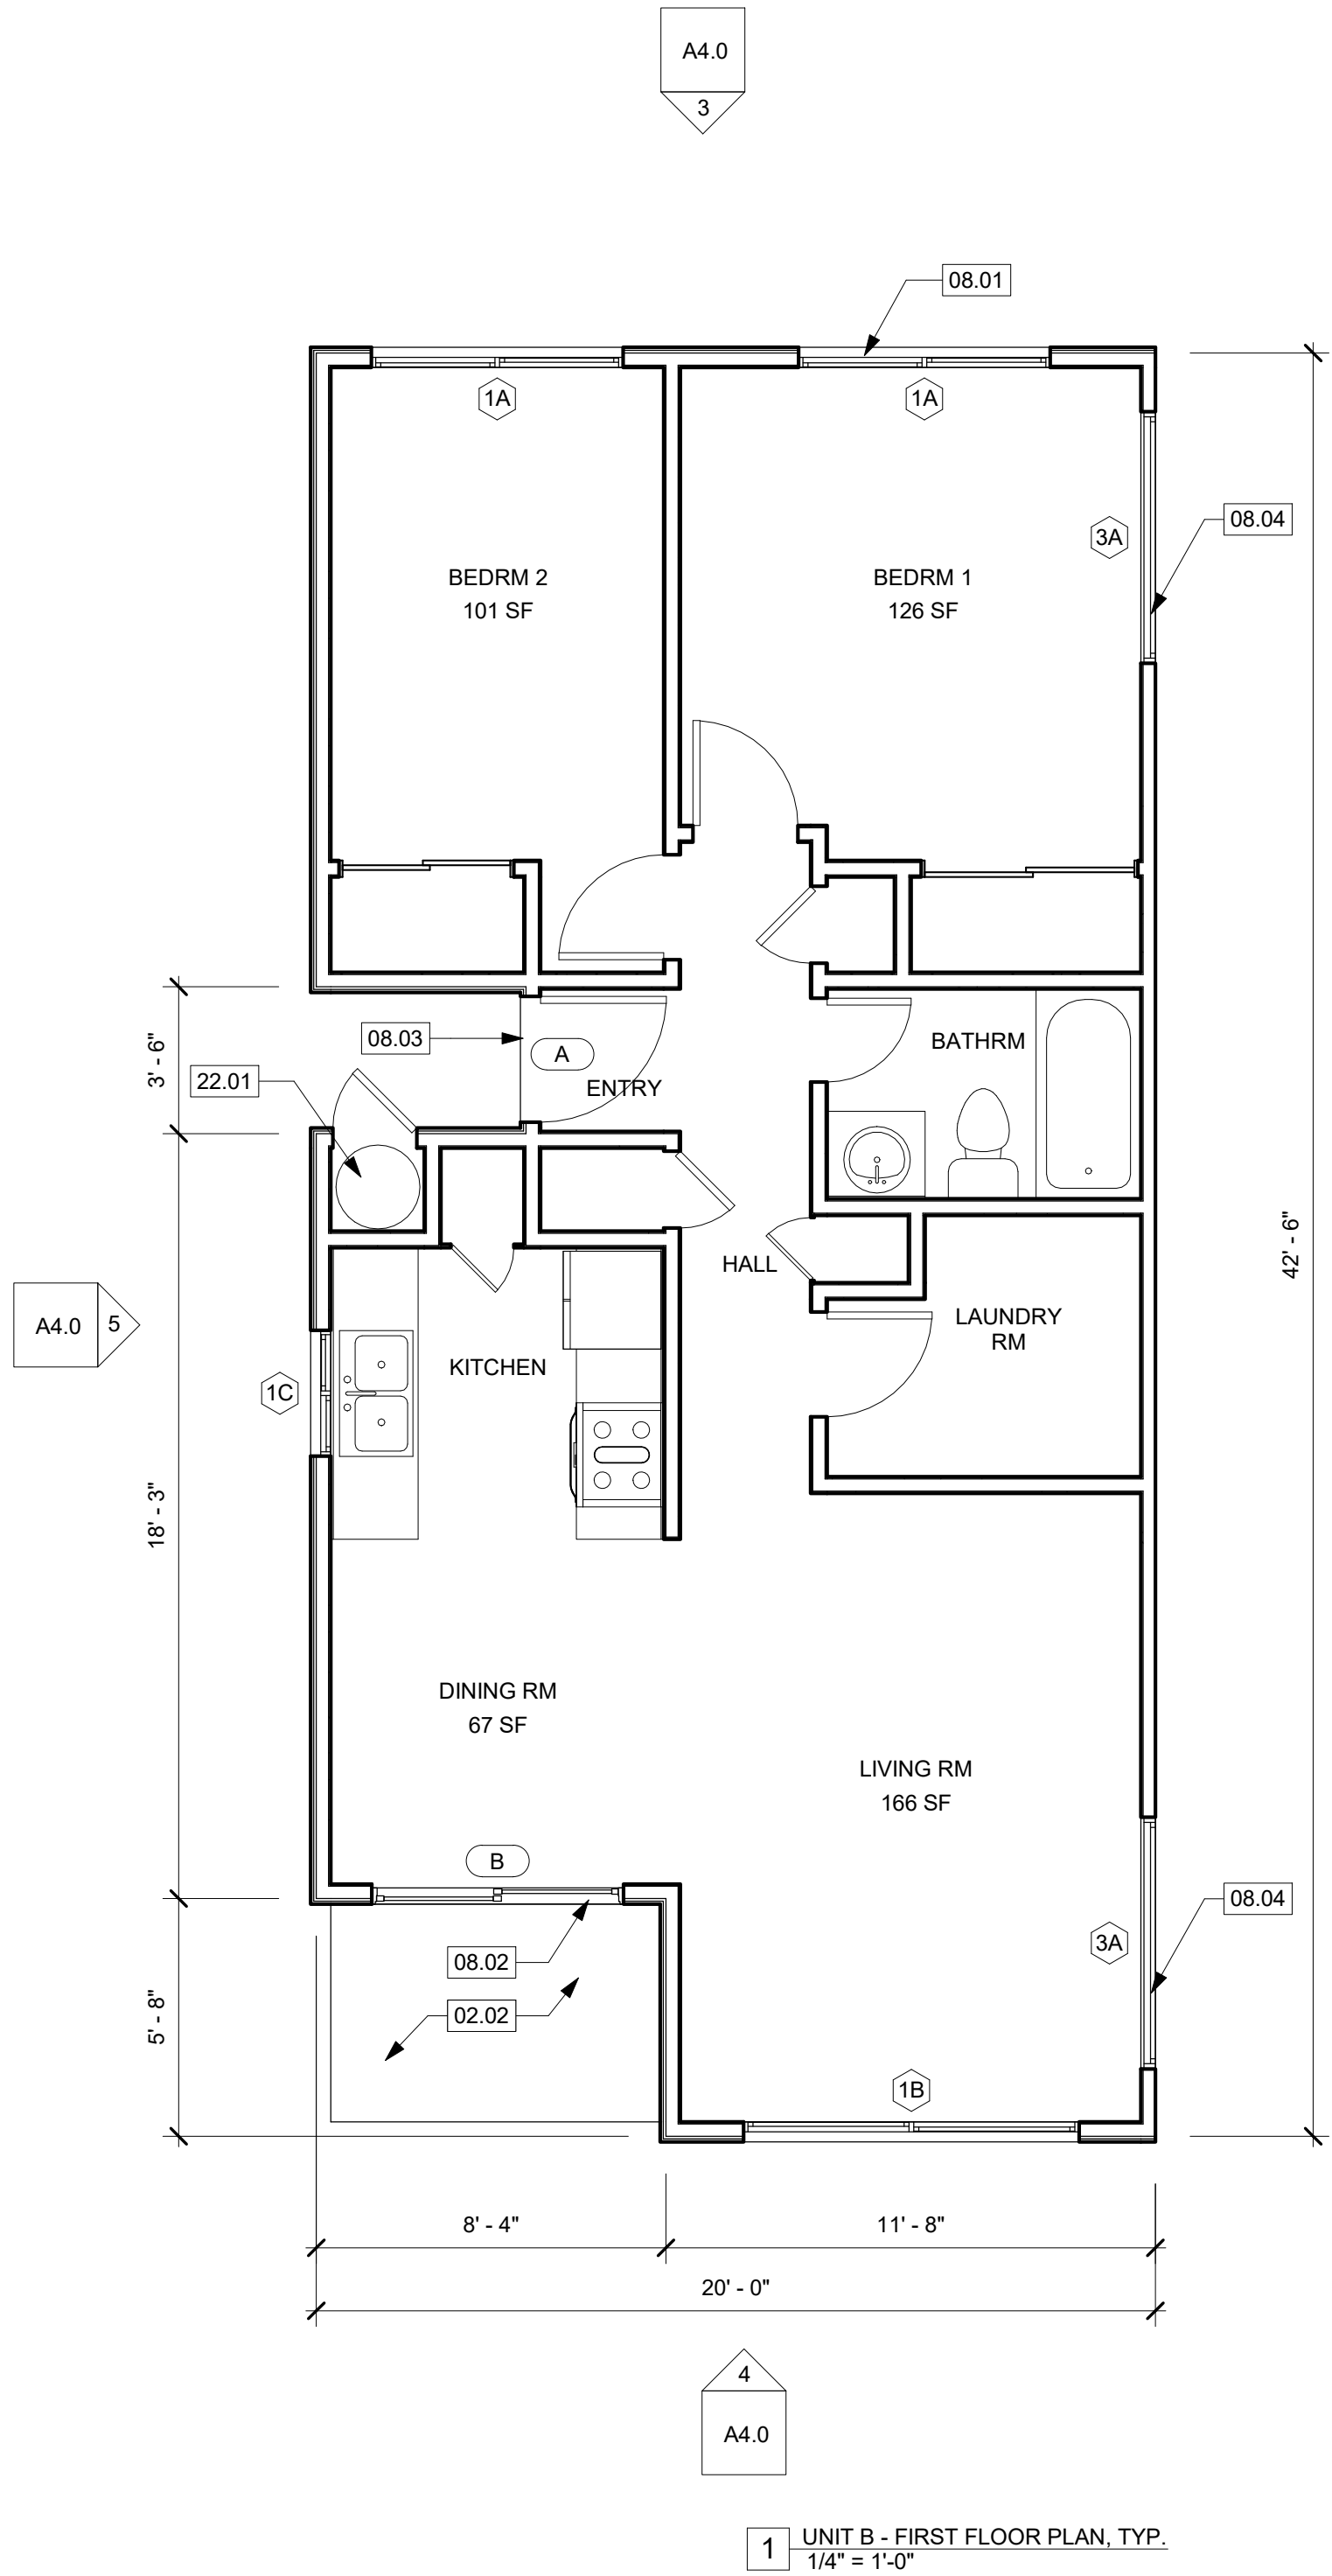 A4.0
3
08.01
1A
1A
3A
08.04
BEDRM 2
101 SF
BEDRM 1
126 SF
3' - 6"
08.03
A
ENTRY
BATHRM
22.01
HALL
42' - 6"
A4.0 5
LAUNDRY
RM
KITCHEN
1C
18' - 3"
DINING RM
67 SF
LIVING RM
166 SF
B
08.04
3A
08.02
02.02
5' - 8"
1B
8' - 4"
11' - 8"
20' - 0"
4
A4.0
1 UNIT B - FIRST FLOOR PLAN, TYP.
1/4" = 1'-0"